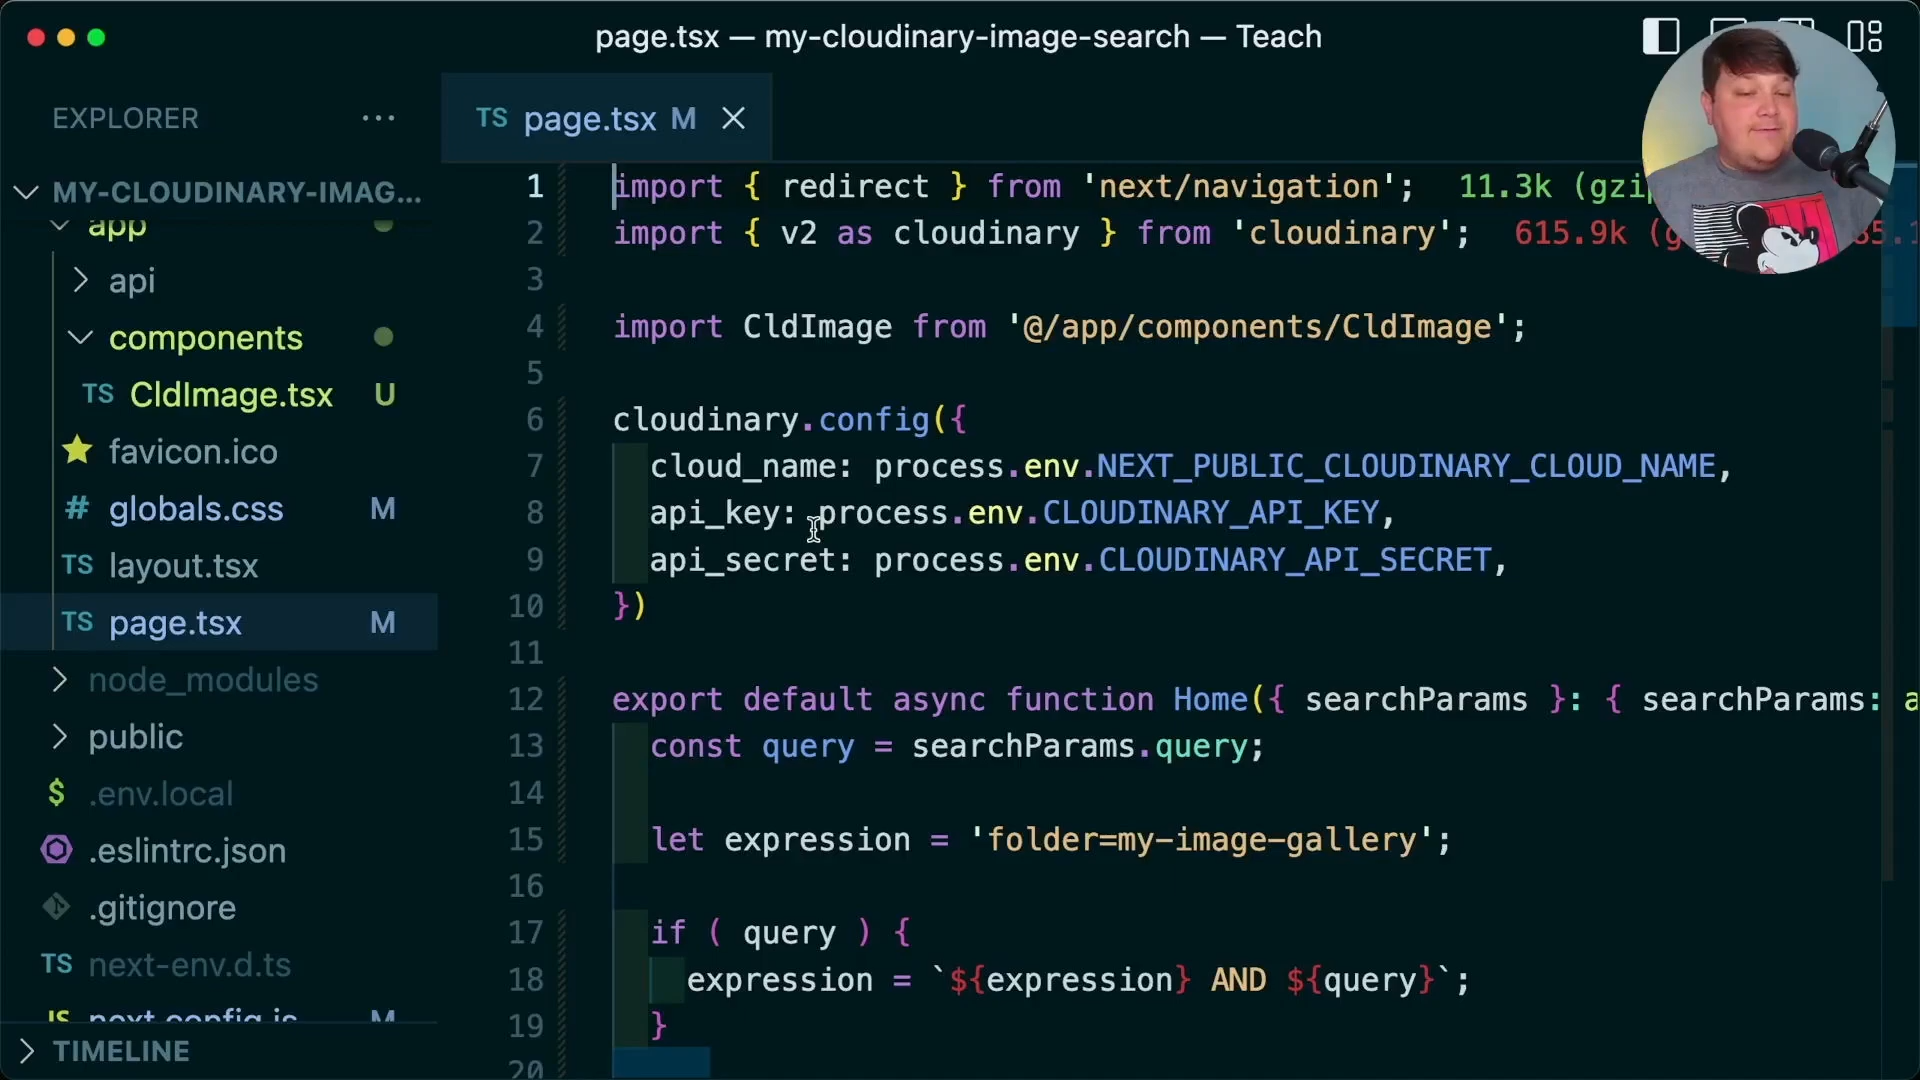 page.tsx — my-cloudinary-image-search — Teach
EXPLORER
TS page.tsx M
MY-CLOUDINARY-IMAG...
app
api
components
TS CldImage.tsx U
favicon.ico
# globals.css M
TS layout.tsx
TS page.tsx M
node_modules
public
$ .env.local
.eslintrc.json
.gitignore
TS next-env.d.ts
JS next.config.js M
TIMELINE
1 import { redirect } from 'next/navigation'; 11.3k
2 import { v2 as cloudinary } from 'cloudinary'; 615.9k
3
4 import CldImage from '@/app/components/CldImage';
5
6 cloudinary.config({
7 cloud_name: process.env.NEXT_PUBLIC_CLOUDINARY_CLOUD_NAME,
8 api_key: process.env.CLOUDINARY_API_KEY,
9 api_secret: process.env.CLOUDINARY_API_SECRET,
10 })
11
12 export default async function Home({ searchParams }: { searchParams:
13 const query = searchParams.query;
14
15 let expression = 'folder=my-image-gallery';
16
17 if ( query ) {
18 expression = `${expression} AND ${query}`;
19 }
20